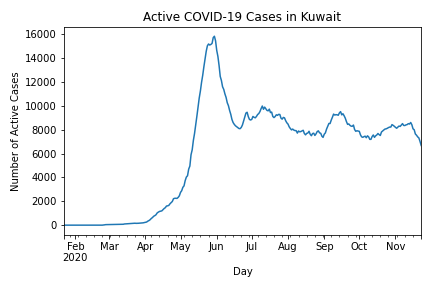 Active COVID-19 Cases in Kuwait
16000
14000
12000
10000
8000
6000
4000
2000
0
Number of Active Cases
Feb Mar Apr May Jun Jul Aug Sep Oct Nov
2020
Day